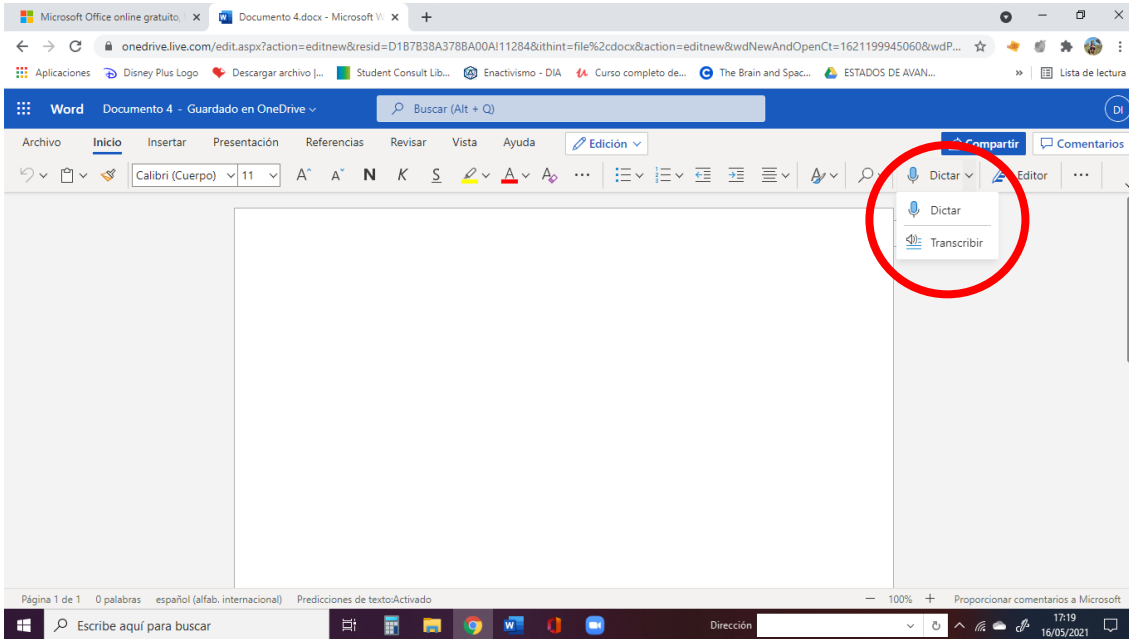 Microsoft Office online gratuito,
Documento 4.docx - Microsoft W
onedrive.live.com/edit.aspx?action=editnew&resid=D1B7B38A378BA00A!11284&ithint=file%2cdocx&action=editnew&wdNewAndOpenCt=1621199945060&wdP...
Aplicaciones Disney Plus Logo Descargar archivo |... Student Consult Lib... Enactivismo - DIA Curso completo de... The Brain and Spac... ESTADOS DE AVAN... » Lista de lectura
Word Documento 4 - Guardado en OneDrive Buscar (Alt + Q) DI
Archivo Inicio Insertar Presentación Referencias Revisar Vista Ayuda Edición Compartir Comentarios
Calibri (Cuerpo) 11 A A N K S A A ... A Dictar Editor ...
Dictar
Transcribir
Página 1 de 1 0 palabras español (alfab. internacional) Predicciones de texto:Activado — 100% + Proporcionar comentarios a Microsoft
Escribe aquí para buscar Dirección 17:19
16/05/2021